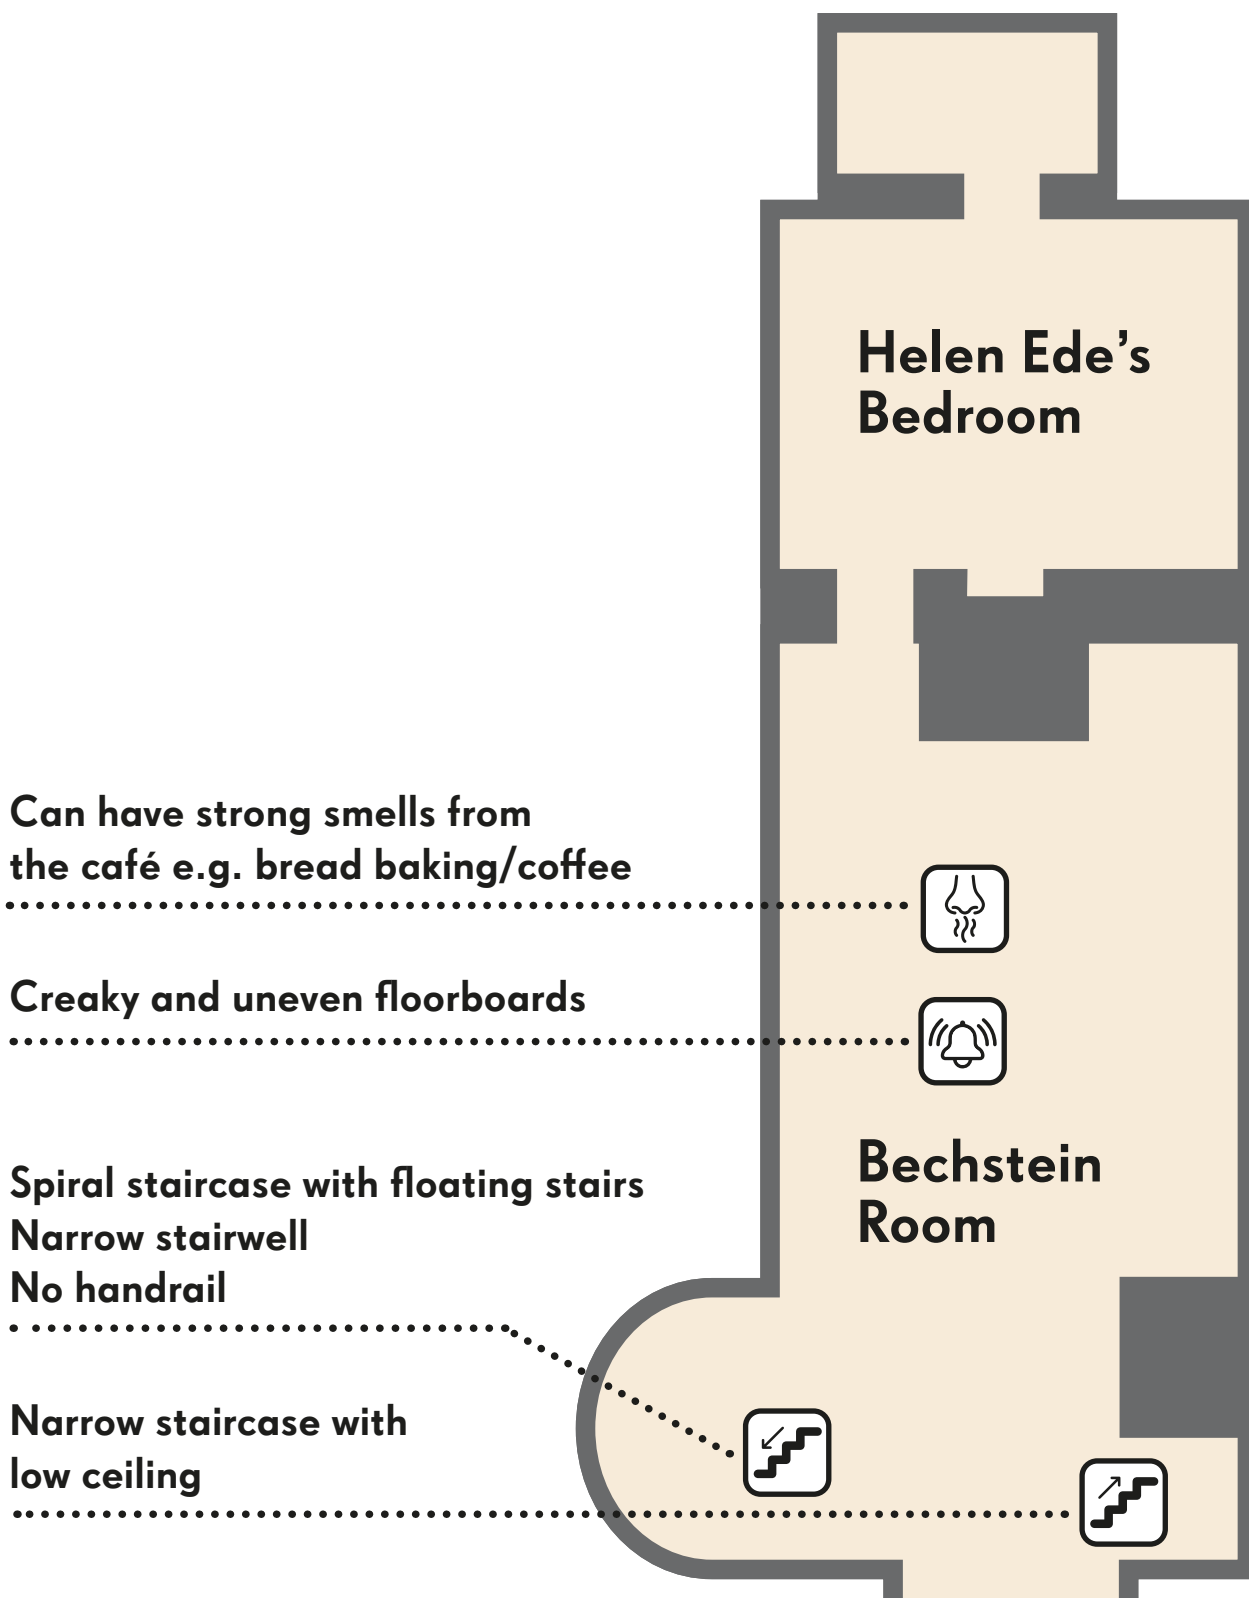 Helen Ede’s
Bedroom
Can have strong smells from
the café e.g. bread baking/coffee
Creaky and uneven floorboards
Bechstein
Room
Spiral staircase with floating stairs
Narrow stairwell
No handrail
Narrow staircase with
low ceiling